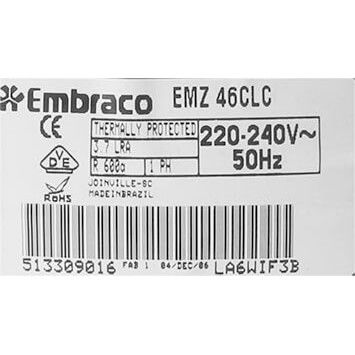 Embraco EMZ 46CLC
CE
THERMALLY PROTECTED
3.7 LRA
R 600a 1 PH
220-240V~
50Hz
DVE
RoHS
JOINVILLE-SC
MADEINBRAZIL
513309016 FAB 1 04/DEC/06 LA6WIF3B